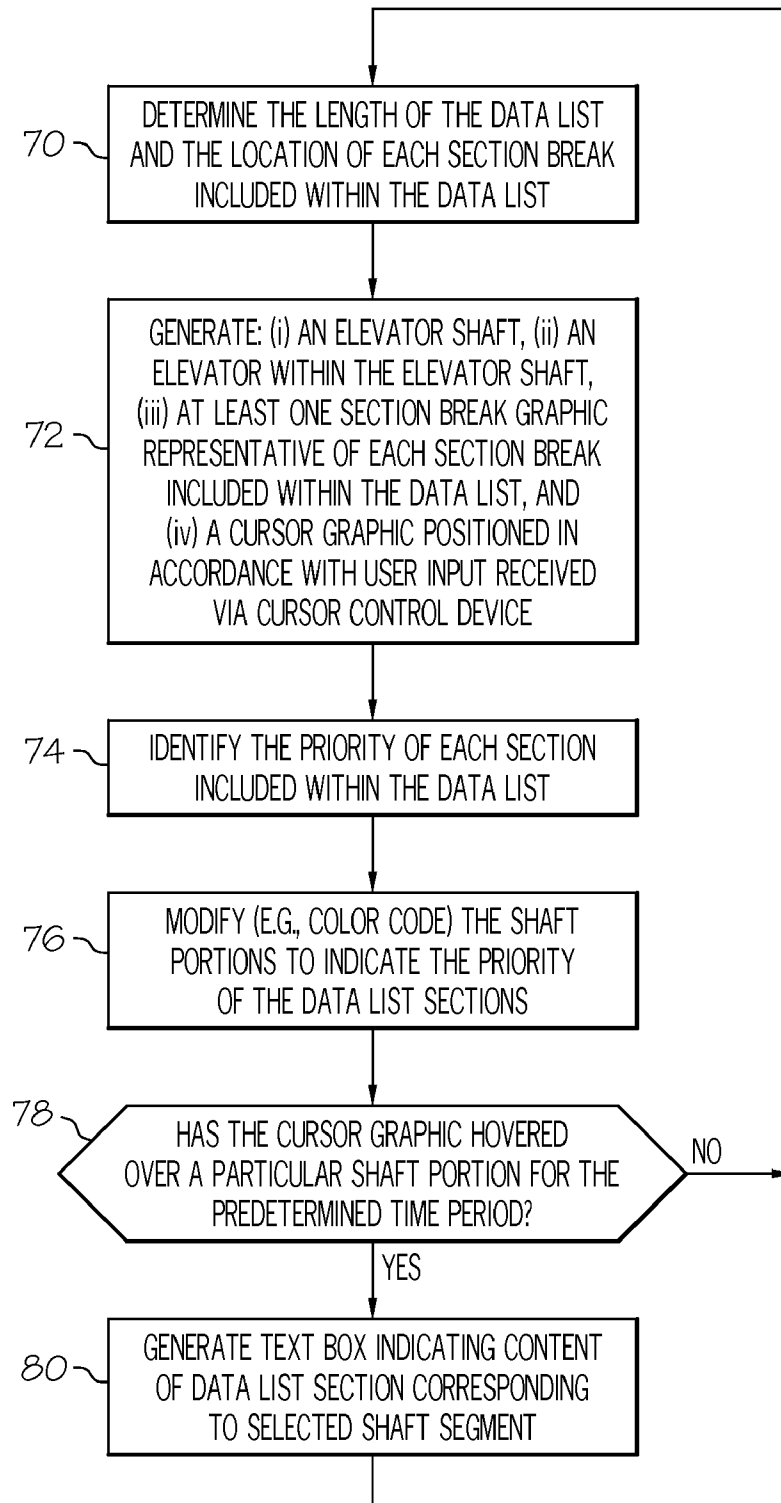 70
DETERMINE THE LENGTH OF THE DATA LIST
AND THE LOCATION OF EACH SECTION BREAK
INCLUDED WITHIN THE DATA LIST
72
GENERATE: (i) AN ELEVATOR SHAFT, (ii) AN
ELEVATOR WITHIN THE ELEVATOR SHAFT,
(iii) AT LEAST ONE SECTION BREAK GRAPHIC
REPRESENTATIVE OF EACH SECTION BREAK
INCLUDED WITHIN THE DATA LIST, AND
(iv) A CURSOR GRAPHIC POSITIONED IN
ACCORDANCE WITH USER INPUT RECEIVED
VIA CURSOR CONTROL DEVICE
74
IDENTIFY THE PRIORITY OF EACH SECTION
INCLUDED WITHIN THE DATA LIST
76
MODIFY (E.G., COLOR CODE) THE SHAFT
PORTIONS TO INDICATE THE PRIORITY
OF THE DATA LIST SECTIONS
78
HAS THE CURSOR GRAPHIC HOVERED
OVER A PARTICULAR SHAFT PORTION FOR THE
PREDETERMINED TIME PERIOD?
NO
YES
80
GENERATE TEXT BOX INDICATING CONTENT
OF DATA LIST SECTION CORRESPONDING
TO SELECTED SHAFT SEGMENT